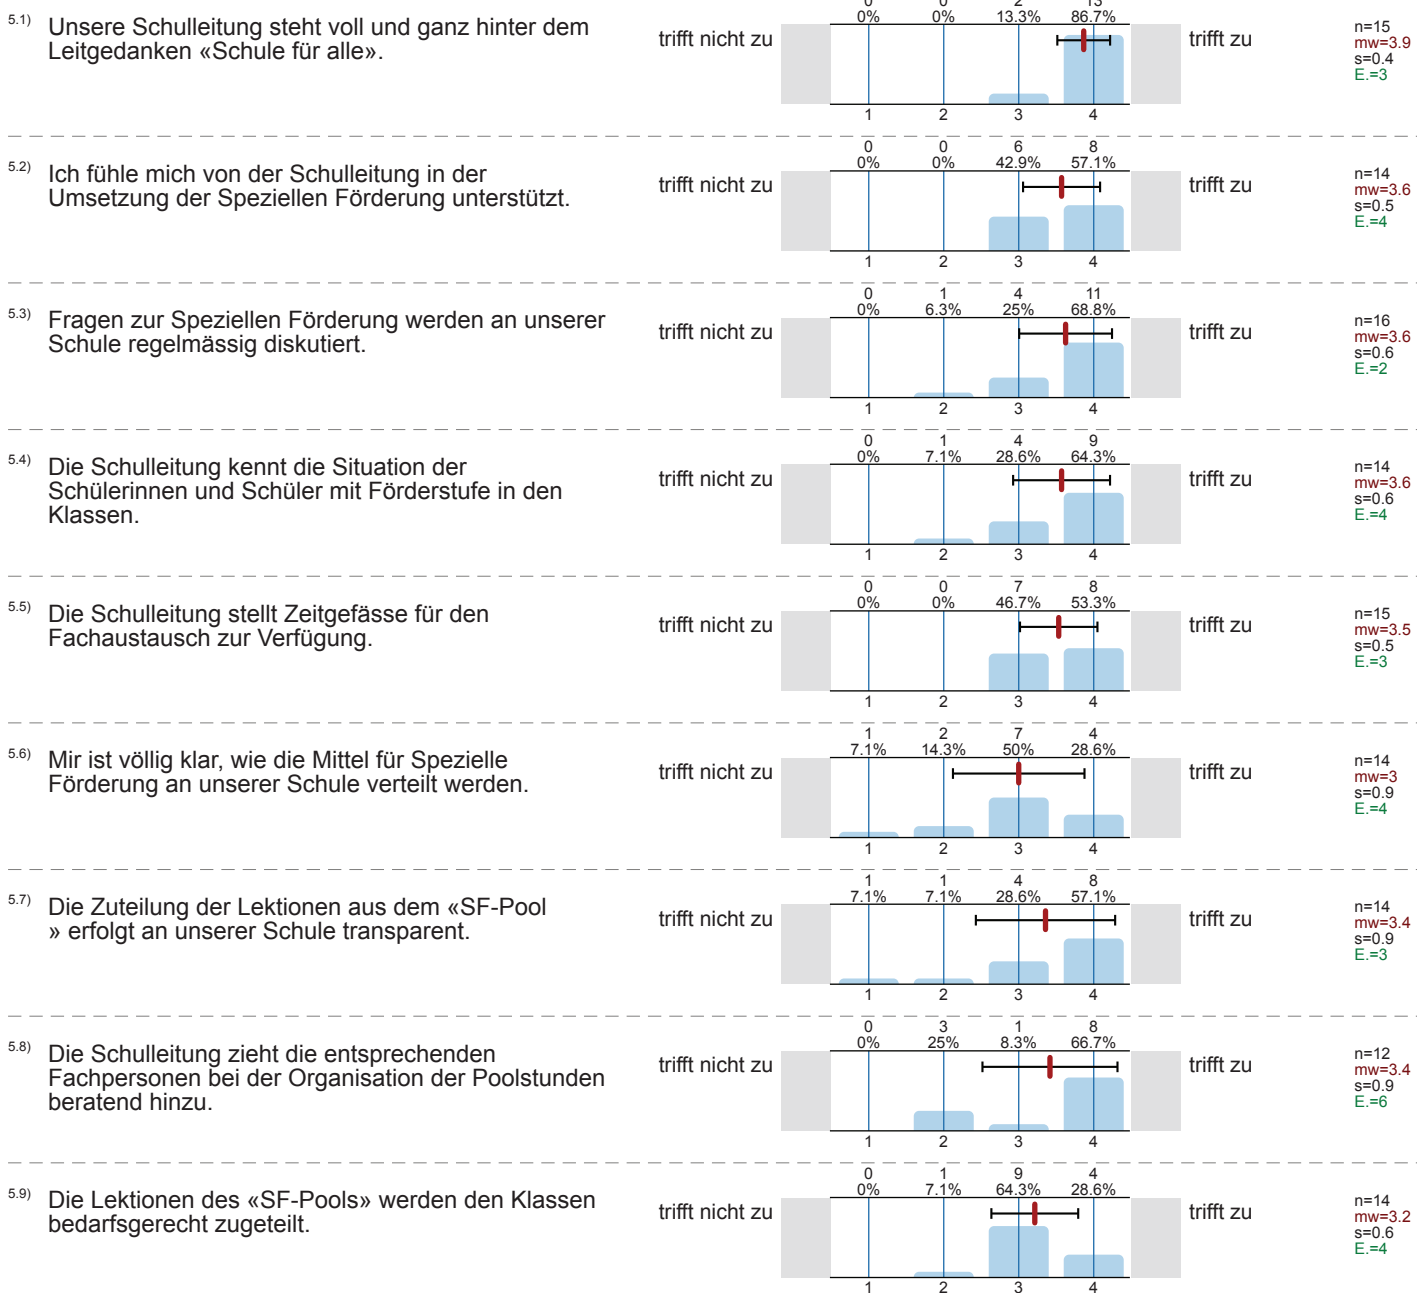 0 0 2 13
0% 0% 13.3% 86.7%
5.1) Unsere Schulleitung steht voll und ganz hinter dem
Leitgedanken «Schule für alle».
trifft nicht zu trifft zu
n=15
mw=3.9
s=0.4
E.=3
1 2 3 4
0 0 6 8
0% 0% 42.9% 57.1%
5.2) Ich fühle mich von der Schulleitung in der
Umsetzung der Speziellen Förderung unterstützt.
trifft nicht zu trifft zu
n=14
mw=3.6
s=0.5
E.=4
1 2 3 4
0 1 4 11
0% 6.3% 25% 68.8%
5.3) Fragen zur Speziellen Förderung werden an unserer
Schule regelmässig diskutiert.
trifft nicht zu trifft zu
n=16
mw=3.6
s=0.6
E.=2
1 2 3 4
0 1 4 9
0% 7.1% 28.6% 64.3%
5.4) Die Schulleitung kennt die Situation der
Schülerinnen und Schüler mit Förderstufe in den
Klassen.
trifft nicht zu trifft zu
n=14
mw=3.6
s=0.6
E.=4
1 2 3 4
0 0 7 8
0% 0% 46.7% 53.3%
5.5) Die Schulleitung stellt Zeitgefässe für den
Fachaustausch zur Verfügung.
trifft nicht zu trifft zu
n=15
mw=3.5
s=0.5
E.=3
1 2 3 4
1 2 7 4
7.1% 14.3% 50% 28.6%
5.6) Mir ist völlig klar, wie die Mittel für Spezielle
Förderung an unserer Schule verteilt werden.
trifft nicht zu trifft zu
n=14
mw=3
s=0.9
E.=4
1 2 3 4
1 1 4 8
7.1% 7.1% 28.6% 57.1%
5.7) Die Zuteilung der Lektionen aus dem «SF-Pool
» erfolgt an unserer Schule transparent.
trifft nicht zu trifft zu
n=14
mw=3.4
s=0.9
E.=3
1 2 3 4
0 3 1 8
0% 25% 8.3% 66.7%
5.8) Die Schulleitung zieht die entsprechenden
Fachpersonen bei der Organisation der Poolstunden
beratend hinzu.
trifft nicht zu trifft zu
n=12
mw=3.4
s=0.9
E.=6
1 2 3 4
0 1 9 4
0% 7.1% 64.3% 28.6%
5.9) Die Lektionen des «SF-Pools» werden den Klassen
bedarfsgerecht zugeteilt.
trifft nicht zu trifft zu
n=14
mw=3.2
s=0.6
E.=4
1 2 3 4